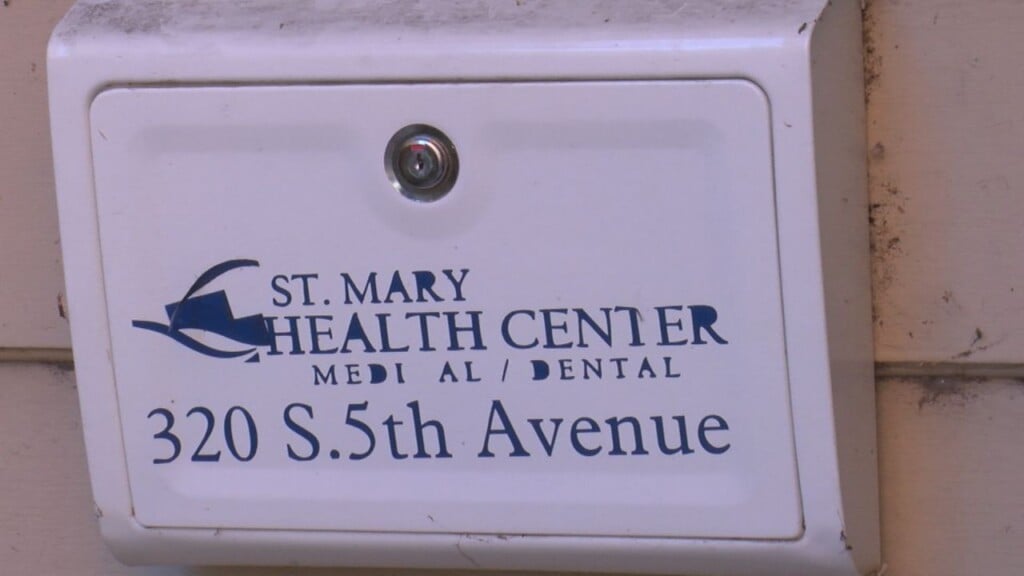 ST. MARY
HEALTH CENTER
MEDI AL / DENTAL
320 S.5th Avenue